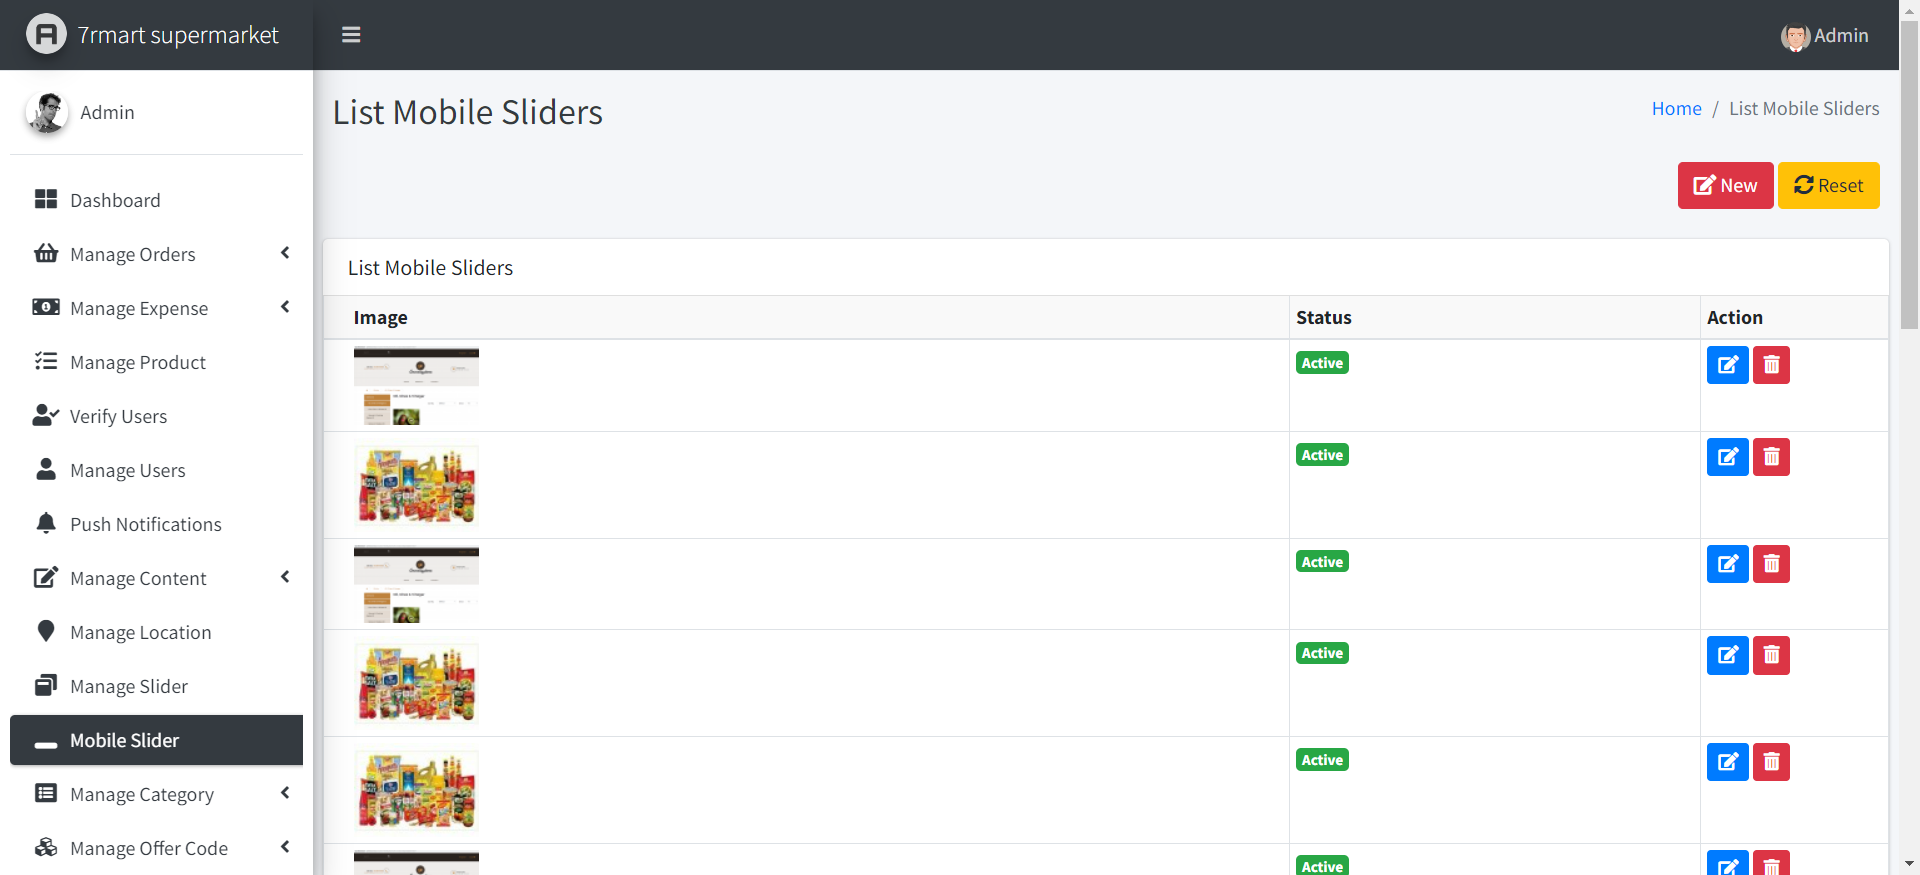 7rmart supermarket
Admin
Admin
Dashboard
Manage Orders
Manage Expense
Manage Product
Verify Users
Manage Users
Push Notifications
Manage Content
Manage Location
Manage Slider
Mobile Slider
Manage Category
Manage Offer Code
List Mobile Sliders
Home / List Mobile Sliders
New
Reset
List Mobile Sliders
Image Status Action
Active
Active
Active
Active
Active
Active